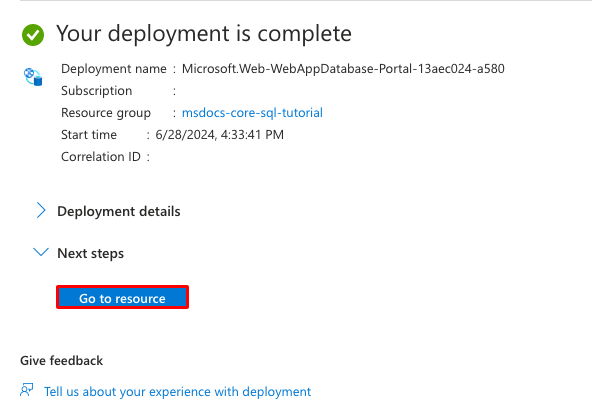 Your deployment is complete
Deployment name : Microsoft.Web-WebAppDatabase-Portal-13aec024-a580
Subscription :
Resource group : msdocs-core-sql-tutorial
Start time : 6/28/2024, 4:33:41 PM
Correlation ID :
Deployment details
Next steps
Go to resource
Give feedback
Tell us about your experience with deployment